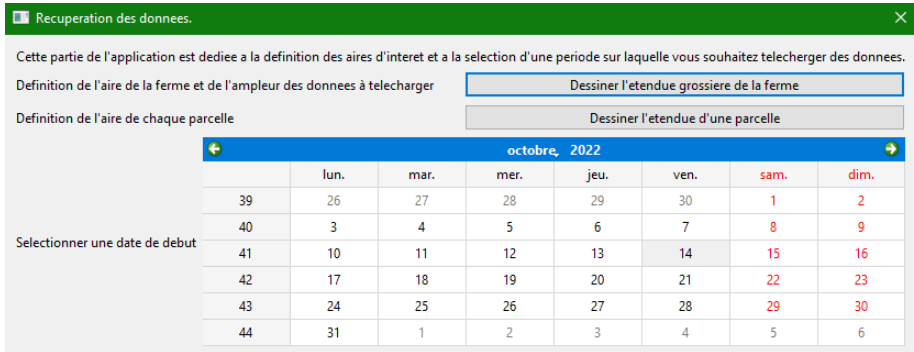 Recuperation des donnees.
Cette partie de l'application est dediee a la definition des aires d'interet et a la selection d'une periode sur laquelle vous souhaitez telecherger des donnees.
Definition de l'aire de la ferme et de l'ampleur des donnees à telecharger Dessiner l'etendue grossiere de la ferme
Definition de l'aire de chaque parcelle Dessiner l'etendue d'une parcelle
octobre, 2022
lun. mar. mer. jeu. ven. sam. dim.
39 26 27 28 29 30 1 2
40 3 4 5 6 7 8 9
Selectionner une date de debut
41 10 11 12 13 14 15 16
42 17 18 19 20 21 22 23
43 24 25 26 27 28 29 30
44 31 1 2 3 4 5 6